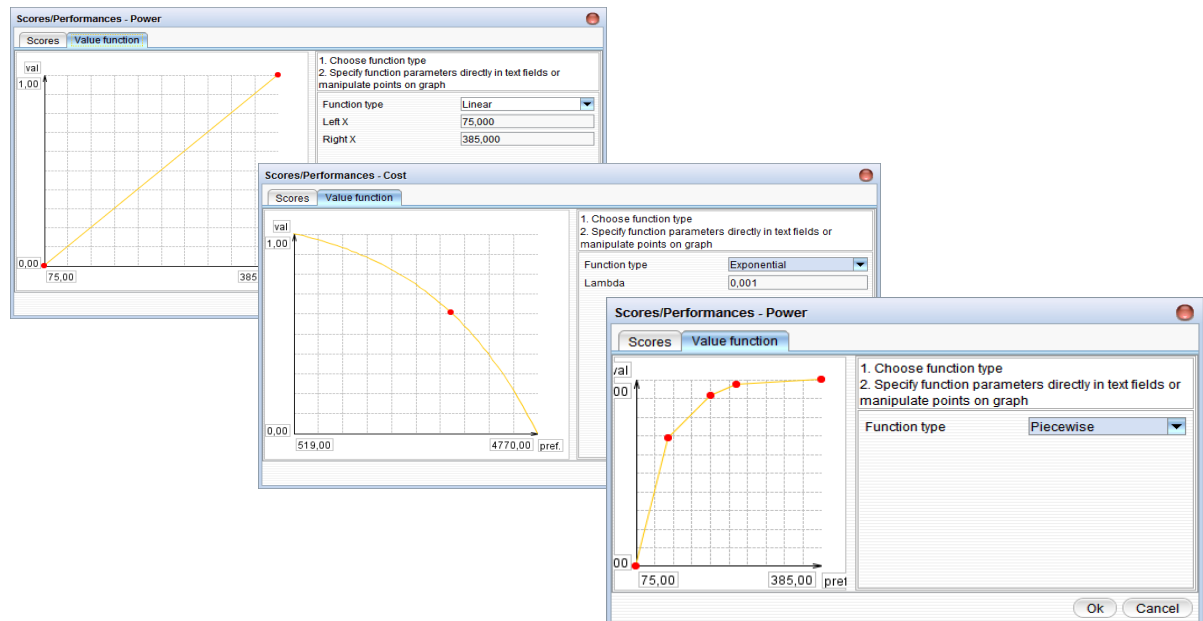 Scores/Performances - Power
Scores
Value function
val
1,00
0,00
75,00
385
1. Choose function type
2. Specify function parameters directly in text fields or
manipulate points on graph
Function type
Linear
Left X
75,000
Right X
385,000
Scores/Performances - Cost
Scores
Value function
val
1,00
0,00
519,00
4770,00
pref.
1. Choose function type
2. Specify function parameters directly in text fields or
manipulate points on graph
Function type
Exponential
Lambda
0,001
Scores/Performances - Power
Scores
Value function
val
00
00
75,00
385,00
pref
1. Choose function type
2. Specify function parameters directly in text fields or
manipulate points on graph
Function type
Piecewise
Ok
Cancel